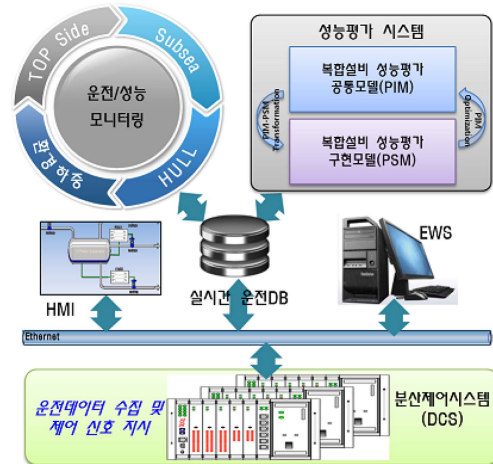 TOP Side
Subsea
환경하중
HULL
운전/성능
모니터링
성능평가 시스템
복합설비 성능평가
공통모델(PIM)
PIM-PSM
Transformation
PIM
Optimization
복합설비 성능평가
구현모델(PSM)
HMI
실시간 운전DB
EWS
Ethernet
운전데이터 수집 및
제어 신호 지시
분산제어시스템
(DCS)